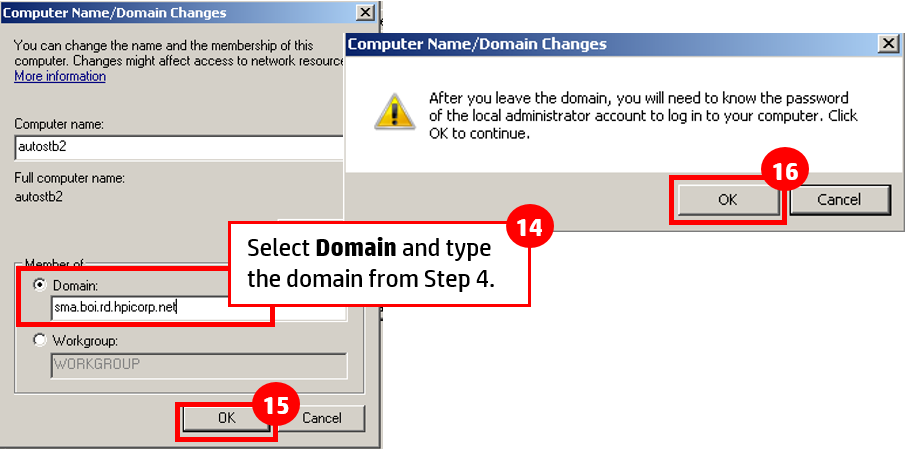 Computer Name/Domain Changes
You can change the name and the membership of this
computer. Changes might affect access to network resource
More information
Computer name:
autostb2
Full computer name:
autostb2
Member of
Domain:
sma.boi.rd.hpicorp.net
Workgroup:
WORKGROUP
OK
Cancel
15
14
Select Domain and type
the domain from Step 4.
Computer Name/Domain Changes
After you leave the domain, you will need to know the password
of the local administrator account to log in to your computer. Click
OK to continue.
16
OK
Cancel